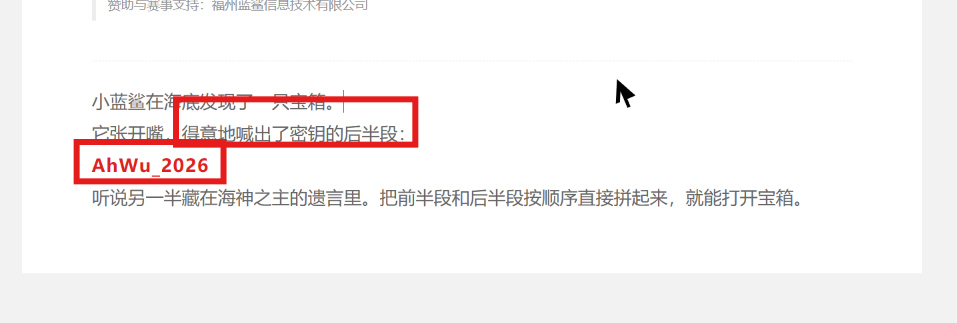 赞助与赛事支持：福州蓝鲨信息技术有限公司
小蓝鲨在海底发现了一只宝箱。
它张开嘴，得意地喊出了密钥的后半段：
AhWu_2026
听说另一半藏在海神之主的遗言里。把前半段和后半段按顺序直接拼起来，就能打开宝箱。